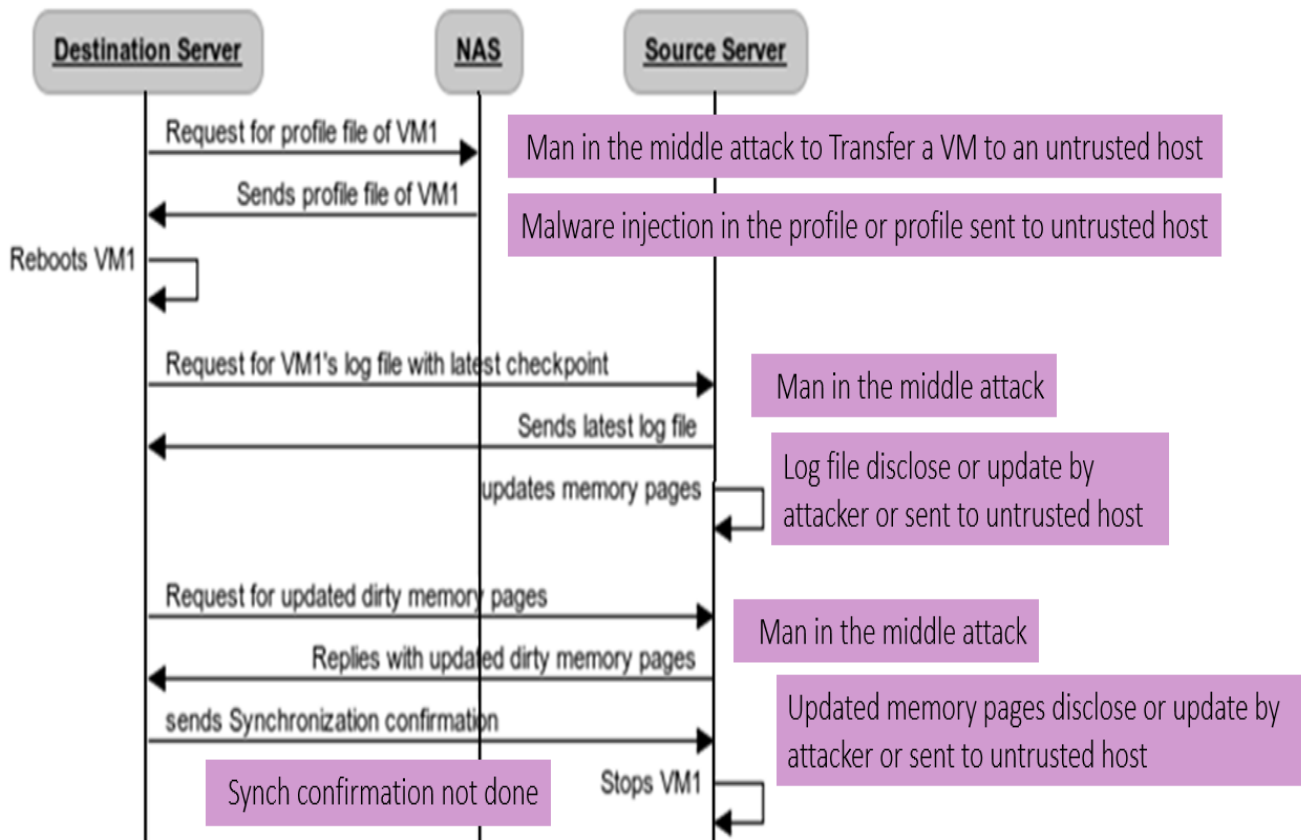 Destination Server
NAS
Source Server
Request for profile file of VM1
Man in the middle attack to Transfer a VM to an untrusted host
Sends profile file of VM1
Malware injection in the profile or profile sent to untrusted host
Reboots VM1
Request for VM1's log file with latest checkpoint
Man in the middle attack
Sends latest log file
Log file disclose or update by
attacker or sent to untrusted host
updates memory pages
Request for updated dirty memory pages
Man in the middle attack
Replies with updated dirty memory pages
Updated memory pages disclose or update by
attacker or sent to untrusted host
sends Synchronization confirmation
Synch confirmation not done
Stops VM1